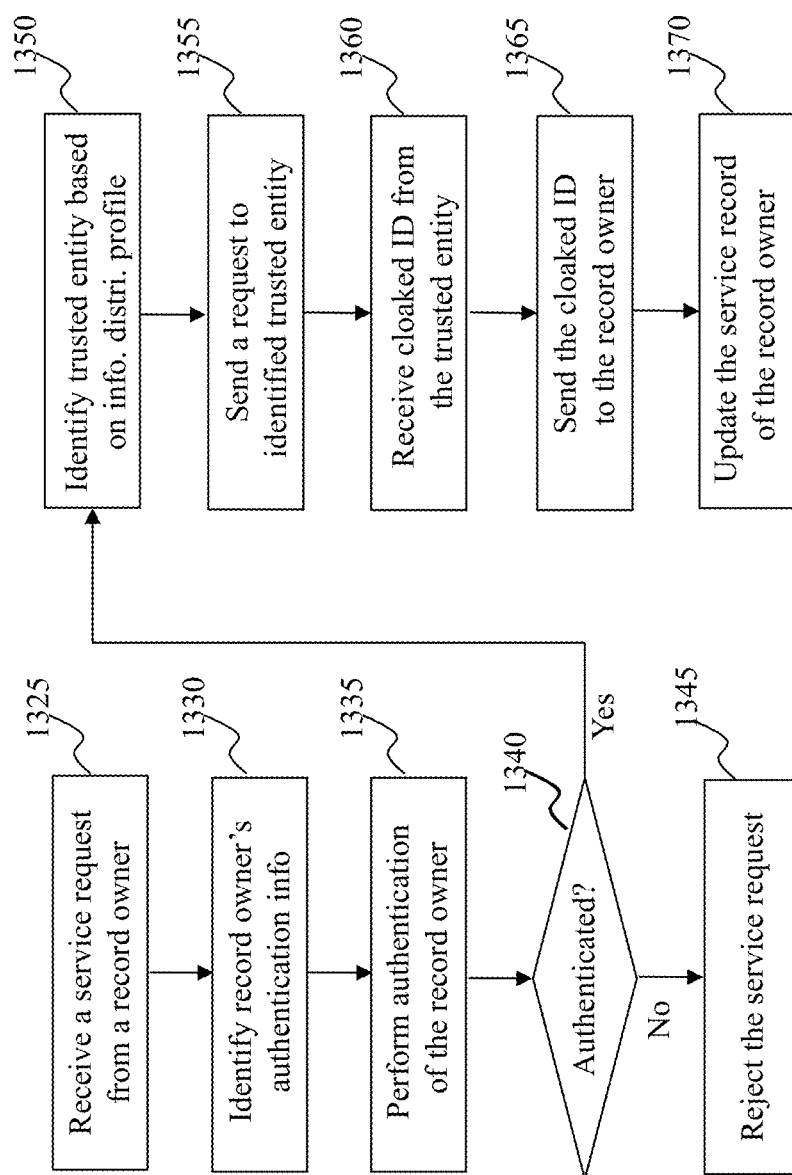 1325
Receive a service request
from a record owner
1330
Identify record owner's
authentication info
1335
Perform authentication
of the record owner
1340
Authenticated?
Yes
No
1345
Reject the service request
1350
Identify trusted entity based
on info. distri. profile
1355
Send a request to
identified trusted entity
1360
Receive cloaked ID from
the trusted entity
1365
Send the cloaked ID
to the record owner
1370
Update the service record
of the record owner